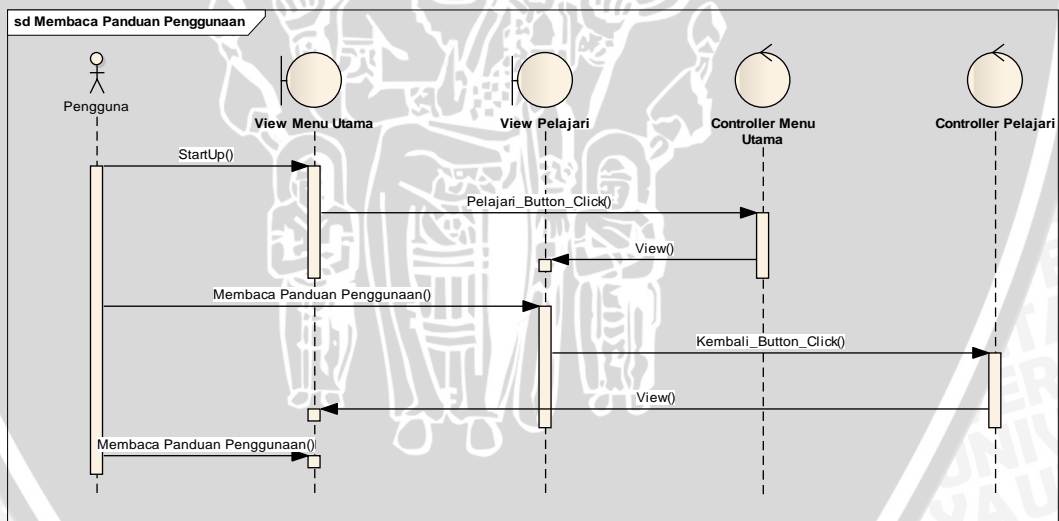 sd Membaca Panduan Penggunaan
Pengguna
View Menu Utama
View Pelajari
Controller Menu
Utama
Controller Pelajari
StartUp()
Pelajari_Button_Click()
View()
Membaca Panduan Penggunaan()
Kembali_Button_Click()
View()
Membaca Panduan Penggunaan()